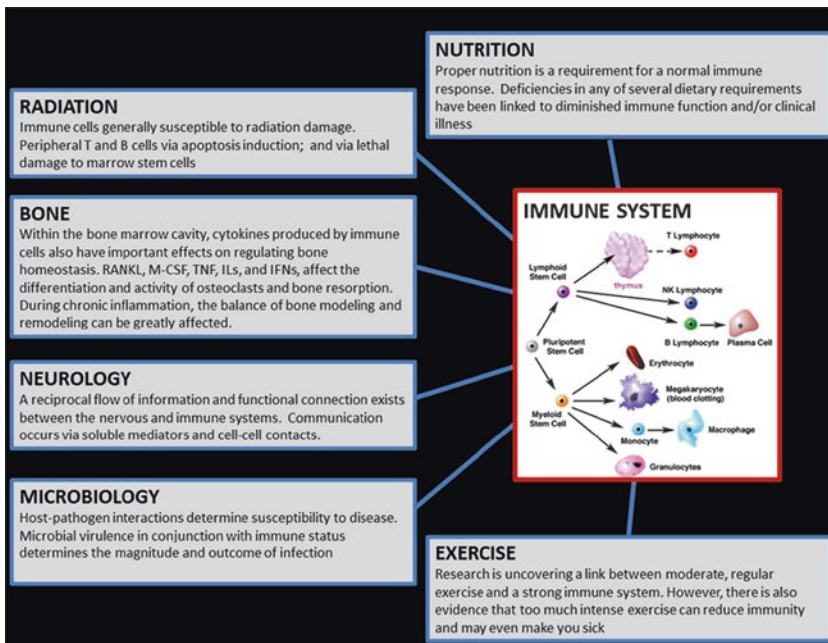 NUTRITION
Proper nutrition is a requirement for a normal immune
response. Deficiencies in any of several dietary requirements
have been linked to diminished immune function and/or clinical
illness
RADIATION
Immune cells generally susceptible to radiation damage.
Peripheral T and B cells via apoptosis induction; and via lethal
damage to marrow stem cells
BONE
Within the bone marrow cavity, cytokines produced by immune
cells also have important effects on regulating bone
homeostasis. RANKL, M-CSF, TNF, ILs, and IFNs, affect the
differentiation and activity of osteoclasts and bone resorption.
During chronic inflammation, the balance of bone modeling and
remodeling can be greatly affected.
NEUROLOGY
A reciprocal flow of information and functional connection exists
between the nervous and immune systems. Communication
occurs via soluble mediators and cell-cell contacts.
MICROBIOLOGY
Host-pathogen interactions determine susceptibility to disease.
Microbial virulence in conjunction with immune status
determines the magnitude and outcome of infection
IMMUNE SYSTEM
T Lymphocyte
Lymphoid
Stem Cell
thymus
NK Lymphocyte
B Lymphocyte
Plasma Cell
Pluripotent
Stem Cell
Erythrocyte
Megakaryocyte
(blood clotting)
Myeloid
Stem Cell
Monocyte
Macrophage
Granulocytes
EXERCISE
Research is uncovering a link between moderate, regular
exercise and a strong immune system. However, there is also
evidence that too much intense exercise can reduce immunity
and may even make you sick